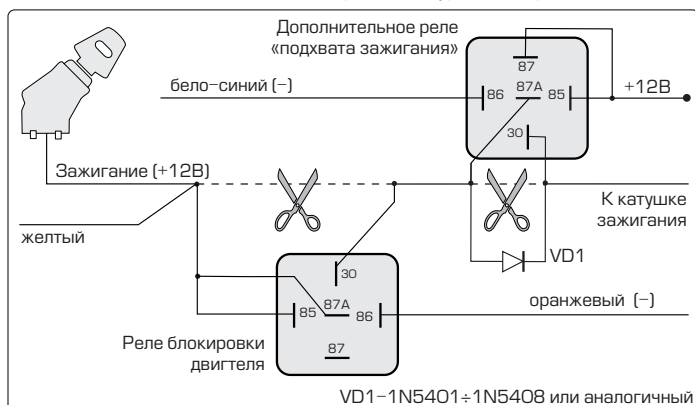 Дополнительное реле
«подхвата зажигания»
87
бело-синий (-)
86
87А
85
+12В
30
Зажигание (+12В)
К катушке
зажигания
желтый
VD1
30
оранжевый (-)
85
87А
86
Реле блокировки
двигтеля
87
VD1-1N5401÷1N5408 или аналогичный